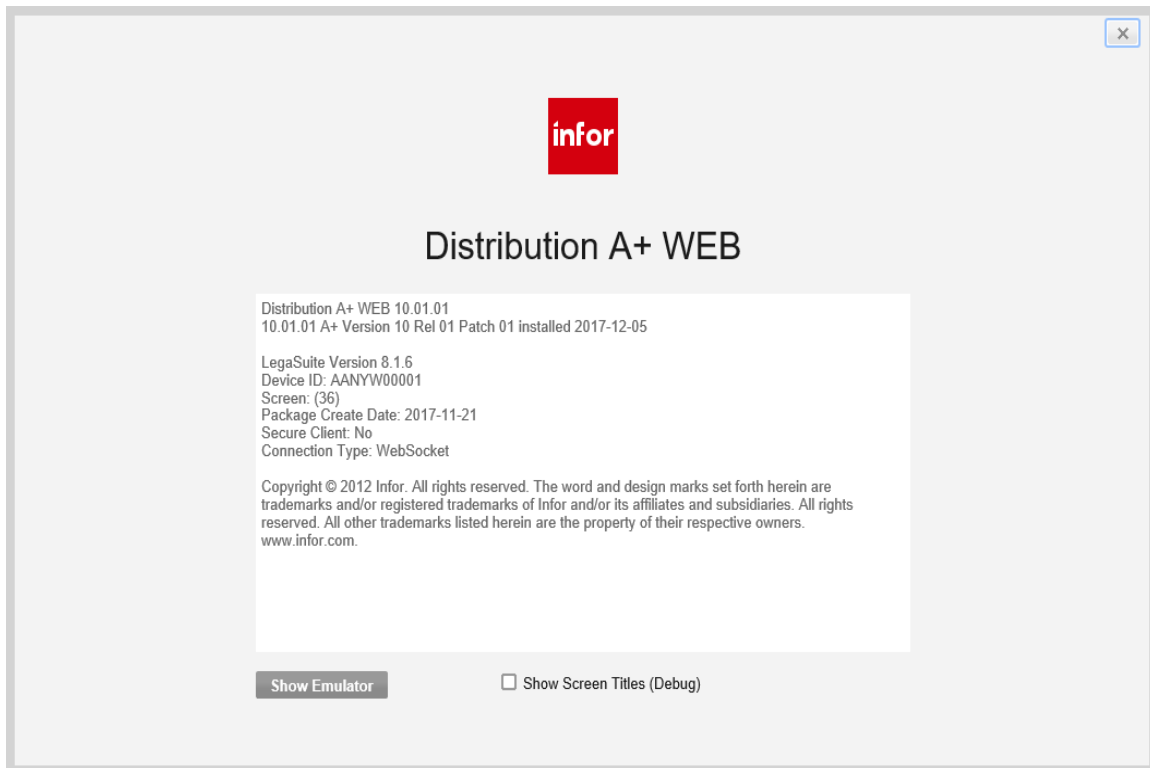 ×
infor
Distribution A+ WEB
Distribution A+ WEB 10.01.01
10.01.01 A+ Version 10 Rel 01 Patch 01 installed 2017-12-05
LegaSuite Version 8.1.6
Device ID: AANYW00001
Screen: (36)
Package Create Date: 2017-11-21
Secure Client: No
Connection Type: WebSocket
Copyright © 2012 Infor. All rights reserved. The word and design marks set forth herein are
trademarks and/or registered trademarks of Infor and/or its affiliates and subsidiaries. All rights
reserved. All other trademarks listed herein are the property of their respective owners.
www.infor.com.
Show Emulator
Show Screen Titles (Debug)